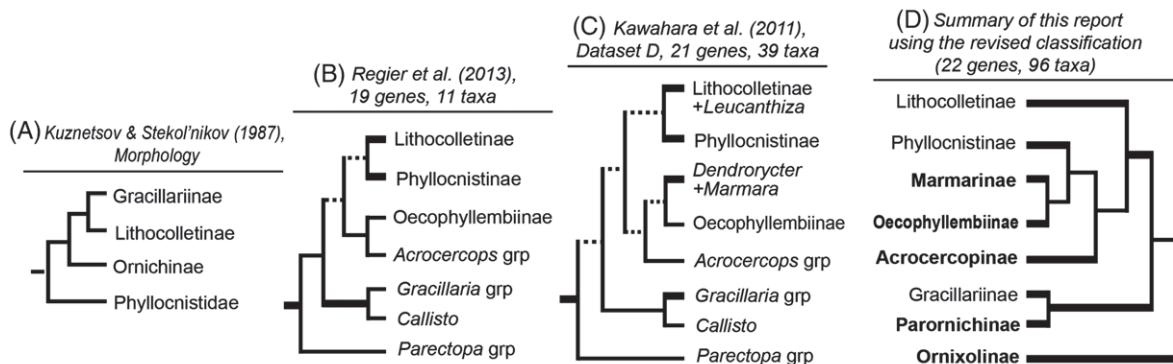 (A) Kuznetsov & Stekol'nikov (1987),
Morphology
Gracillariinae
Lithocolletinae
Ornichinae
Phyllocnistidae
(B) Regier et al. (2013),
19 genes, 11 taxa
Lithocolletinae
Phyllocnistinae
Oecophyllembiinae
Acrocercops grp
Gracillaria grp
Callisto
Parectopa grp
(C) Kawahara et al. (2011),
Dataset D, 21 genes, 39 taxa
Lithocolletinae
+Leucanthiza
Phyllocnistinae
Dendrorycter
+Marmara
Oecophyllembiinae
Acrocercops grp
Gracillaria grp
Callisto
Parectopa grp
(D) Summary of this report
using the revised classification
(22 genes, 96 taxa)
Lithocolletinae
Phyllocnistinae
Marmarinae
Oecophyllembiinae
Acrocercopinae
Gracillariinae
Parornichinae
Ornixolinae